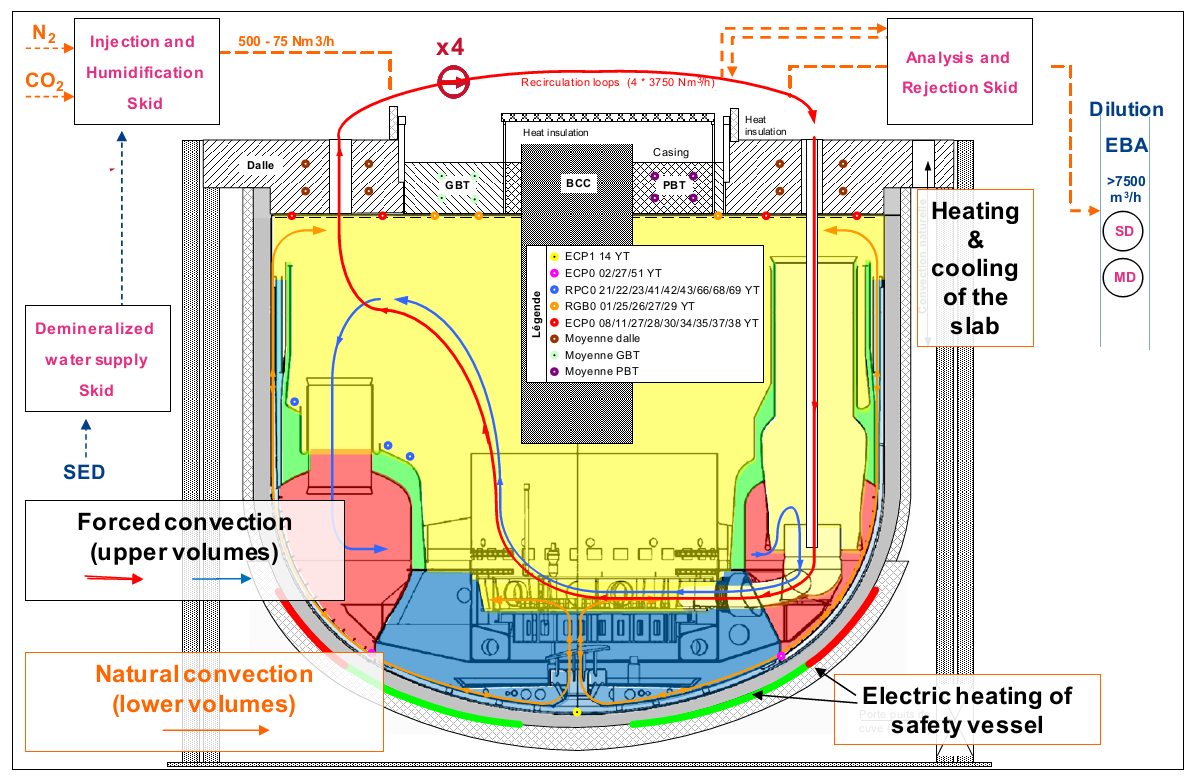 N2
CO2
Injection and
Humidification
Skid
500 - 75 Nm3/h
x4
Recirculation loops (4 * 3750 Nm3/h)
Analysis and
Rejection Skid
Dilution
EBA
>7500
m3/h
SD
MD
Heat insulation
Heat
insulation
Casing
Dalle
GBT
BCC
PBT
Heating
&
cooling
of the
slab
Convection naturelle
Légende
ECP1 14 YT
ECP0 02/27/51 YT
RPC0 21/22/23/41/42/43/66/68/69 YT
RGB0 01/25/26/27/29 YT
ECP0 08/11/27/28/30/34/35/37/38 YT
Moyenne dalle
Moyenne GBT
Moyenne PBT
Demineralized
water supply
Skid
SED
Forced convection
(upper volumes)
Natural convection
(lower volumes)
Electric heating of
safety vessel